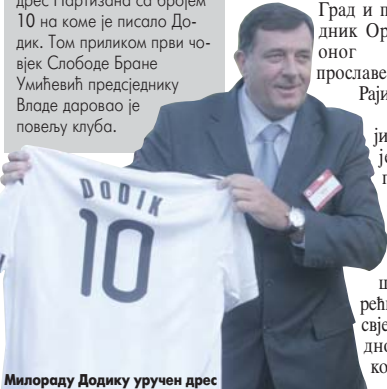 дрес Партизана са бројем
10 на коме је писало До-
дик. Том приликом први чо-
вјек Слободе Бране
Умићевић предсједнику
Владе даровао је
повељу клуба.
DODIK
10
Милораду Додику уручен дрес
Град и п
дник Ор
оног
прославе
Рaји
ји
јо
п
ш
рећи
свје
дно
ко